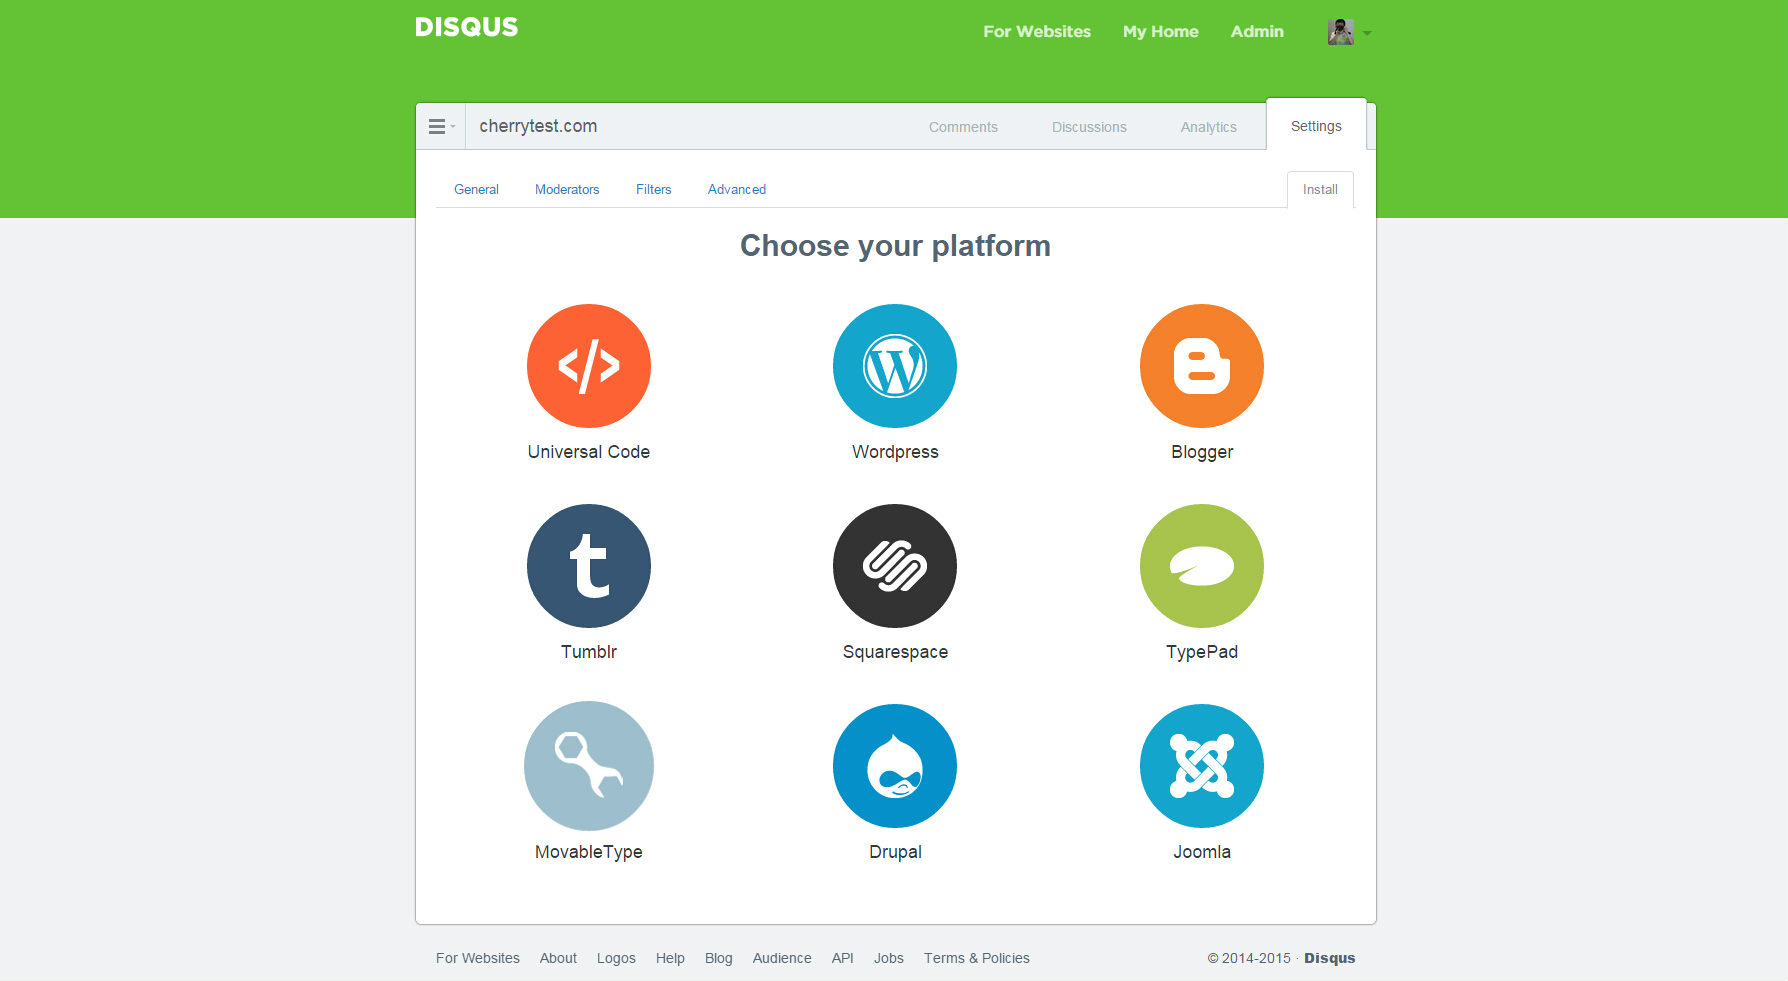 DISQUS For Websites My Home Admin
cherrytest.com Comments Discussions Analytics Settings
General Moderators Filters Advanced Install
Choose your platform
Universal Code Wordpress Blogger
Tumblr Squarespace TypePad
MovableType Drupal Joomla
For Websites About Logos Help Blog Audience API Jobs Terms & Policies © 2014-2015 · Disqus